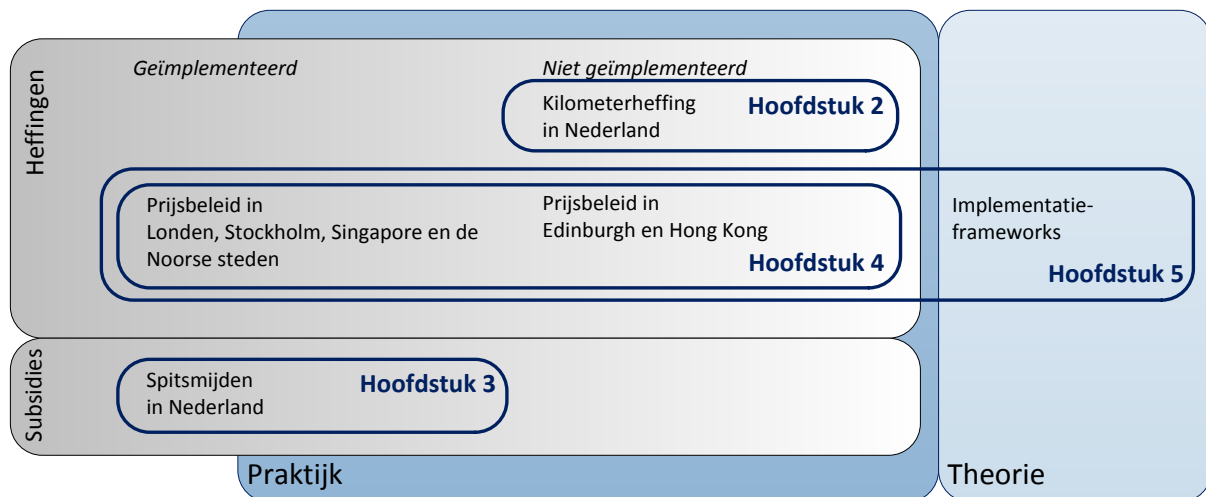 Geïmplementeerd
Niet geïmplementeerd
Heffingen
Kilometerheffing
in Nederland
Hoofdstuk 2
Prijsbeleid in
Londen, Stockholm, Singapore en de
Noorse steden
Prijsbeleid in
Edinburgh en Hong Kong
Hoofdstuk 4
Implementatie-
frameworks
Hoofdstuk 5
Subsidies
Spitsmijden
in Nederland
Hoofdstuk 3
Praktijk
Theorie